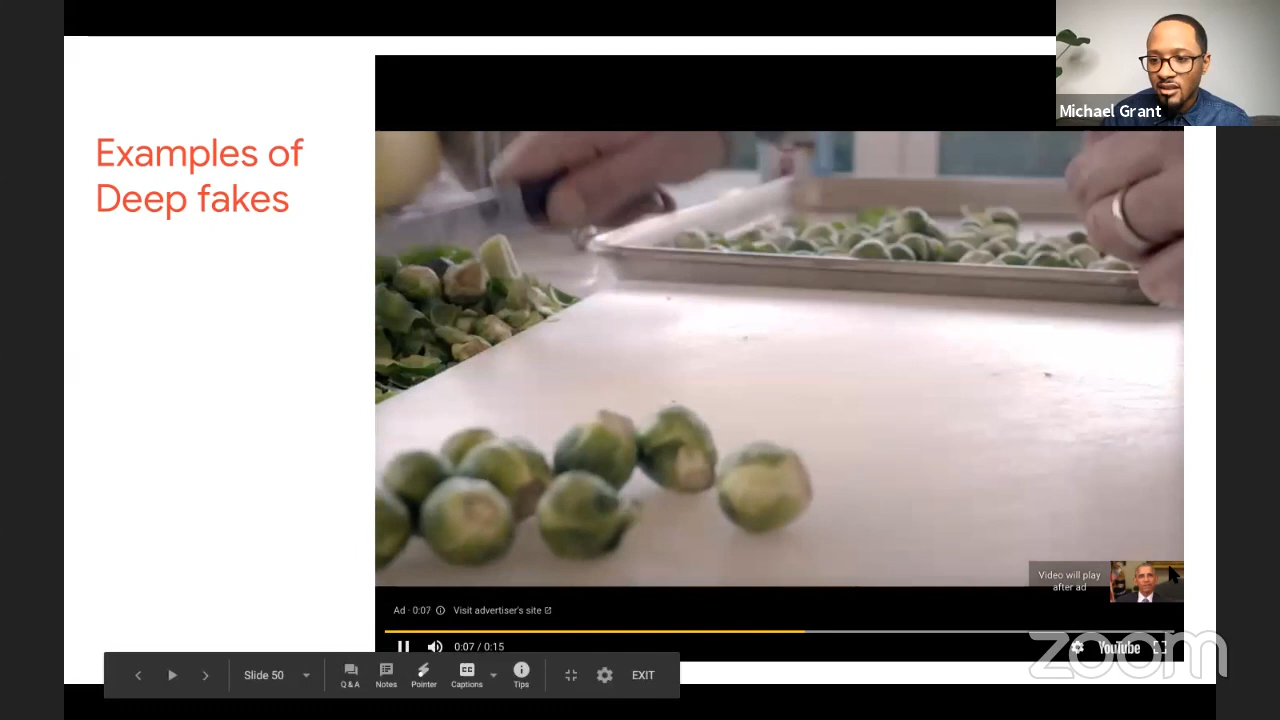 Michael Grant
Examples of
Deep fakes
Video will play
after ad
Ad · 0:07 Visit advertiser's site
0:07 / 0:15
YouTube
zoom
Slide 50
Q & A
Notes
Pointer
CC
Captions
Tips
EXIT